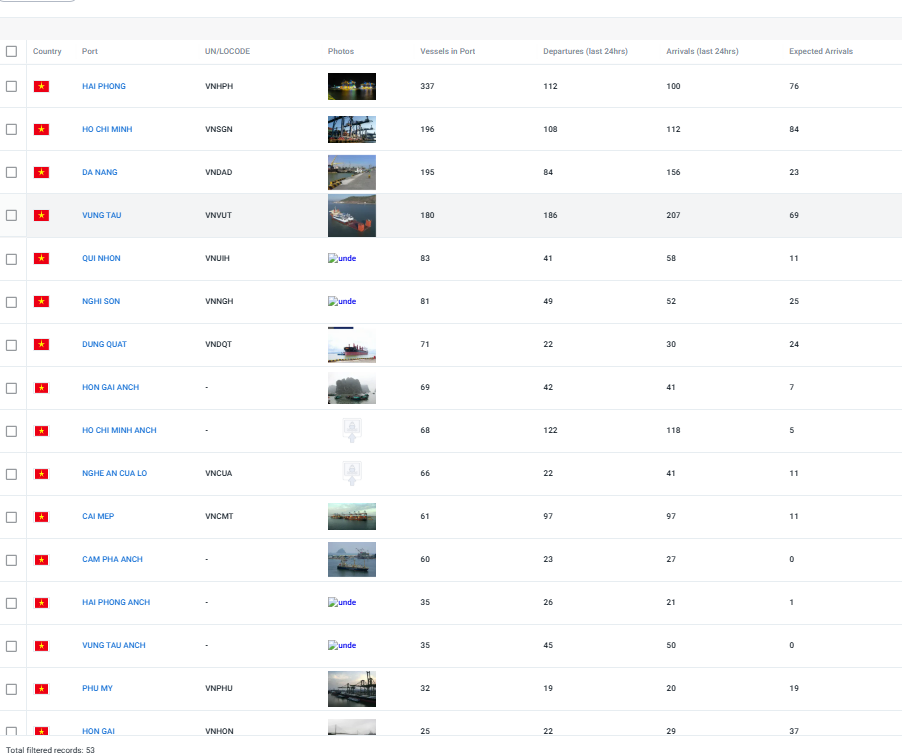 Country Port UN/LOCODE Photos Vessels in Port Departures (last 24hrs) Arrivals (last 24hrs) Expected Arrivals
HAI PHONG VNHPH 337 112 100 76
HO CHI MINH VNSGN 196 108 112 84
DA NANG VNDAD 195 84 156 23
VUNG TAU VNVUT 180 186 207 69
QUI NHON VNUIH unde 83 41 58 11
NGHI SON VNNGH unde 81 49 52 25
DUNG QUAT VNDQT 71 22 30 24
HON GAI ANCH - 69 42 41 7
HO CHI MINH ANCH - 68 122 118 5
NGHE AN CUA LO VNCUA 66 22 41 11
CAI MEP VNCMT 61 97 97 11
CAM PHA ANCH - 60 23 27 0
HAI PHONG ANCH - unde 35 26 21 1
VUNG TAU ANCH - unde 35 45 50 0
PHU MY VNPHU 32 19 20 19
HON GAI VNHON 25 22 29 37
Total filtered records: 53